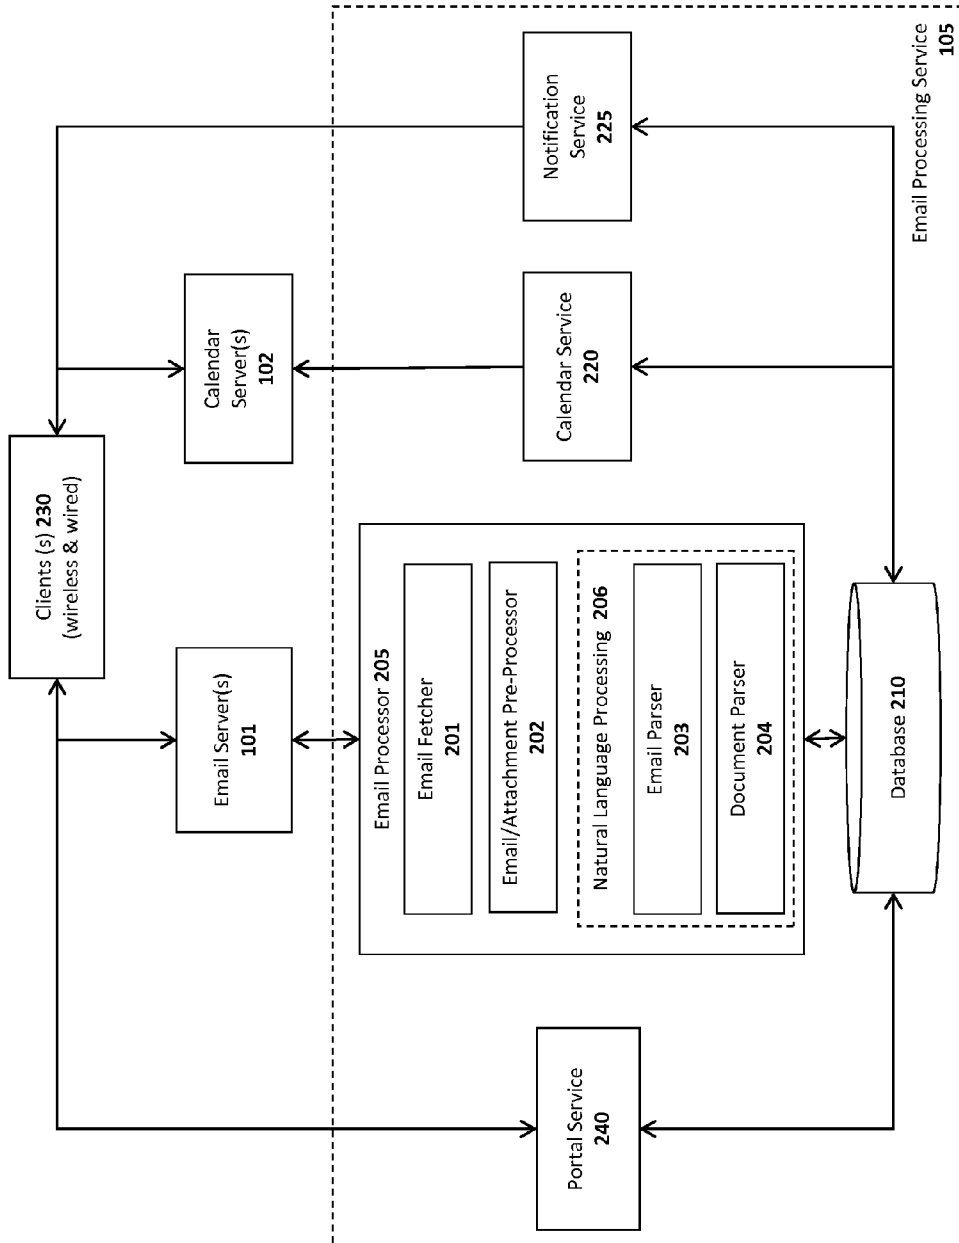 Clients (s) 230
(wireless & wired)
Email Server(s)
101
Calendar
Server(s)
102
Portal Service
240
Email Processor 205
Email Fetcher
201
Email/Attachment Pre-Processor
202
Natural Language Processing 206
Email Parser
203
Document Parser
204
Calendar Service
220
Notification
Service
225
Database 210
Email Processing Service
105